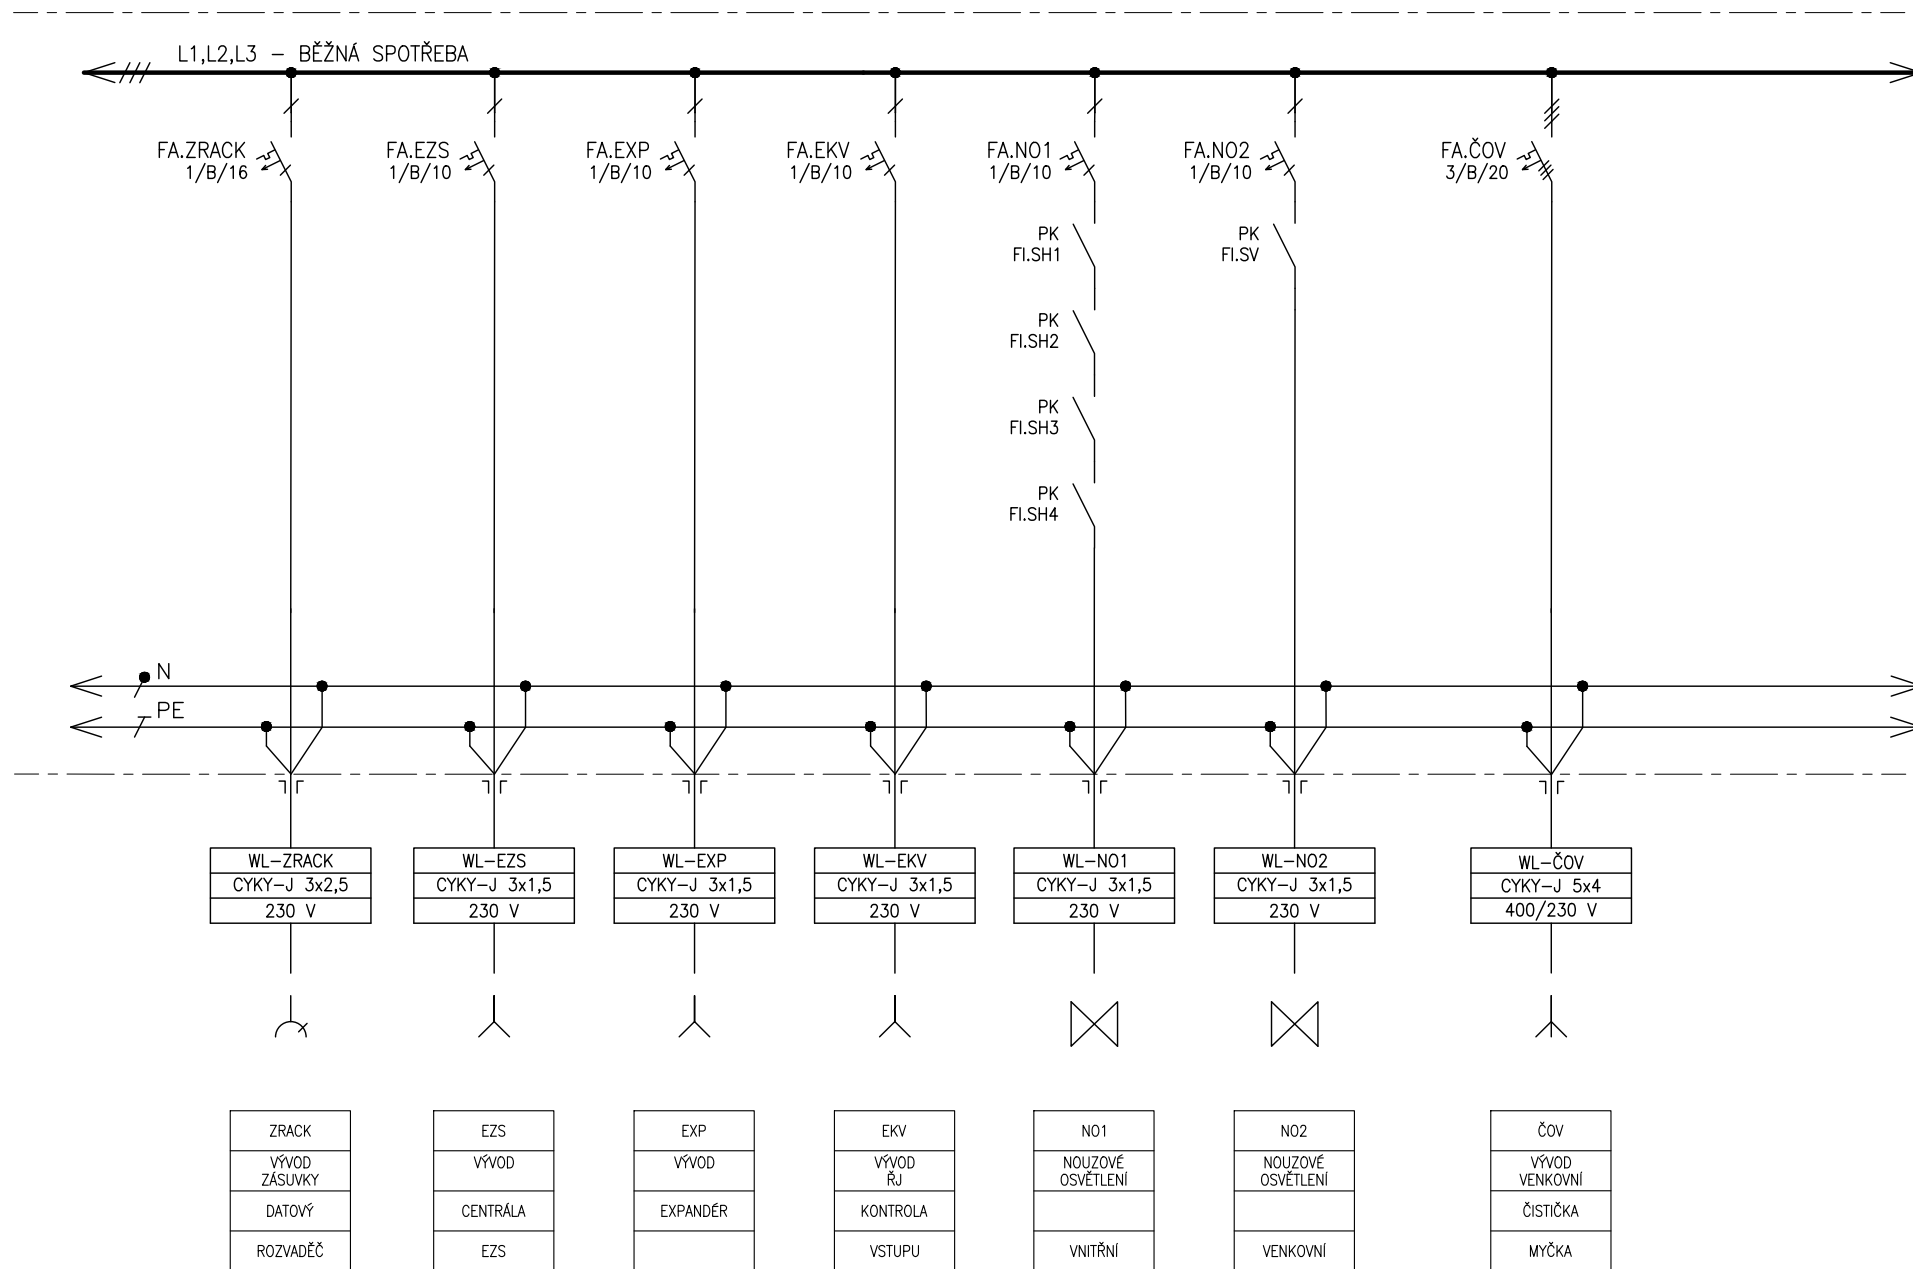 L1,L2,L3 – BĚŽNÁ SPOTŘEBA
FA.ZRACK
1/B/16
FA.EZS
1/B/10
FA.EXP
1/B/10
FA.EKV
1/B/10
FA.NO1
1/B/10
FA.NO2
1/B/10
FA.ČOV
3/B/20
PK
FI.SH1
PK
FI.SV
PK
FI.SH2
PK
FI.SH3
PK
FI.SH4
N
PE
WL–ZRACK
CYKY–J 3x2,5
230 V
WL–EZS
CYKY–J 3x1,5
230 V
WL–EXP
CYKY–J 3x1,5
230 V
WL–EKV
CYKY–J 3x1,5
230 V
WL–NO1
CYKY–J 3x1,5
230 V
WL–NO2
CYKY–J 3x1,5
230 V
WL–ČOV
CYKY–J 5x4
400/230 V
ZRACK
VÝVOD
ZÁSUVKY
DATOVÝ
ROZVADĚČ
EZS
VÝVOD
CENTRÁLA
EZS
EXP
VÝVOD
EXPANDÉR
EKV
VÝVOD
ŘJ
KONTROLA
VSTUPU
NO1
NOUZOVÉ
OSVĚTLENÍ
VNITŘNÍ
NO2
NOUZOVÉ
OSVĚTLENÍ
VENKOVNÍ
ČOV
VÝVOD
VENKOVNÍ
ČISTIČKA
MYČKA